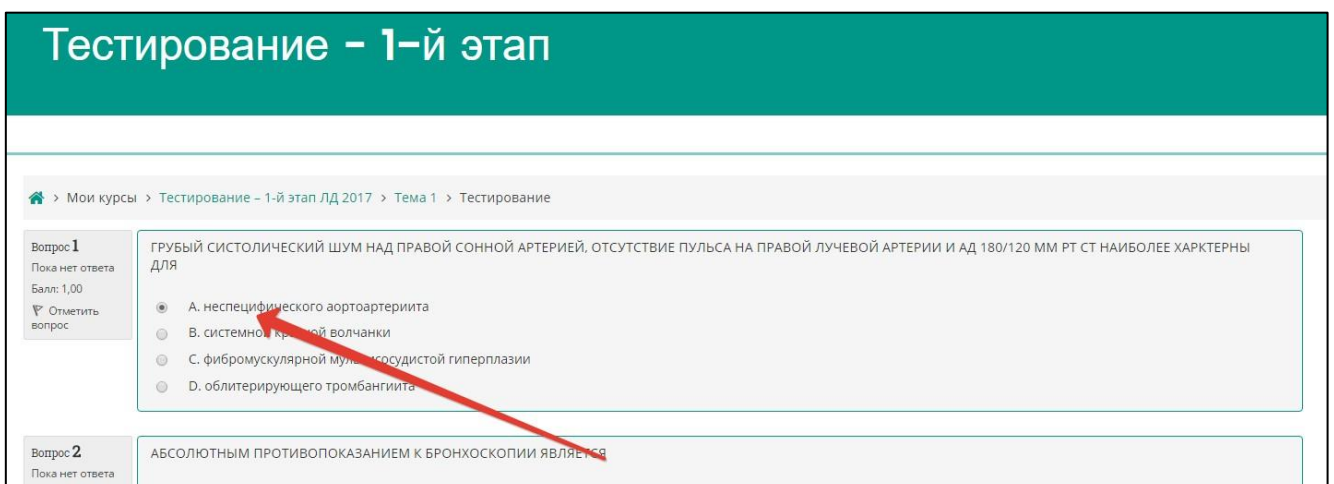 Тестирование - 1-й этап
> Мои курсы > Тестирование – 1-й этап ЛД 2017 > Тема 1 > Тестирование
Вопрос 1
Пока нет ответа
Балл: 1,00
Отметить
вопрос
ГРУБЫЙ СИСТОЛИЧЕСКИЙ ШУМ НАД ПРАВОЙ СОННОЙ АРТЕРИЕЙ, ОТСУТСТВИЕ ПУЛЬСА НА ПРАВОЙ ЛУЧЕВОЙ АРТЕРИИ И АД 180/120 ММ РТ СТ НАИБОЛЕЕ ХАРКТЕРНЫ
ДЛЯ
A. неспецифического аортоартериита
B. системной красной волчанки
C. фибромускулярной мультисосудистой гиперплазии
D. облитерирующего тромбангиита
Вопрос 2
Пока нет ответа
АБСОЛЮТНЫМ ПРОТИВОПОКАЗАНИЕМ К БРОНХОСКОПИИ ЯВЛЯЕТСЯ